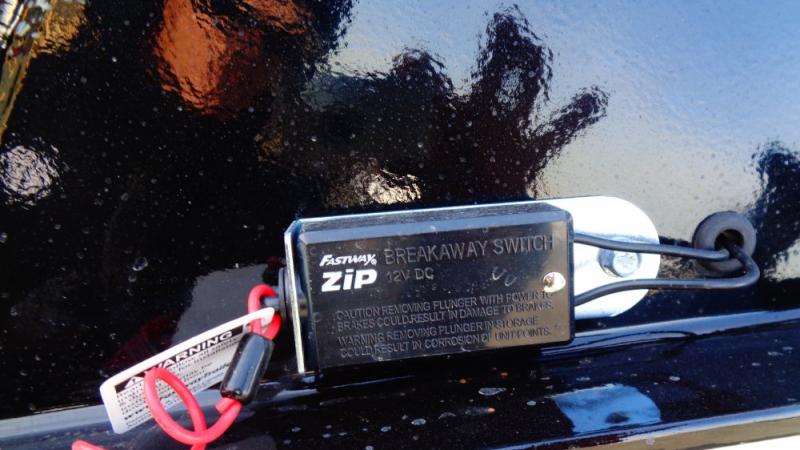 FASTWAY
ZIP
BREAKAWAY SWITCH
12V DC
CAUTION REMOVING PLUNGER WITH POWER TO
BRAKES COULD RESULT IN DAMAGE TO BRAKES.
WARNING REMOVING PLUNGER IN STORAGE
COULD RESULT IN CORROSION OF UNIT POINTS.
WARNING